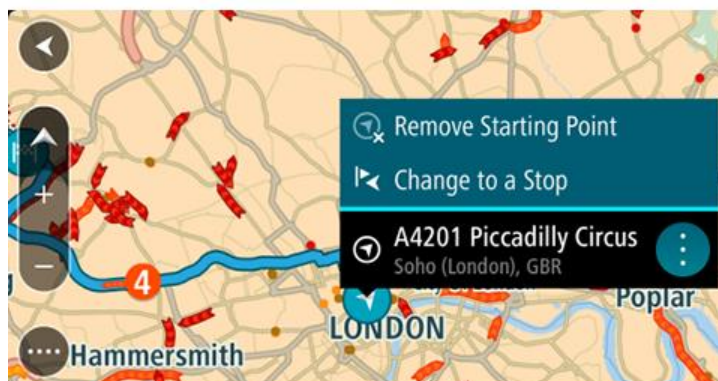 Remove Starting Point
Change to a Stop
A4201 Piccadilly Circus
Soho (London), GBR
4
Poplar
LONDON
Hammersmith